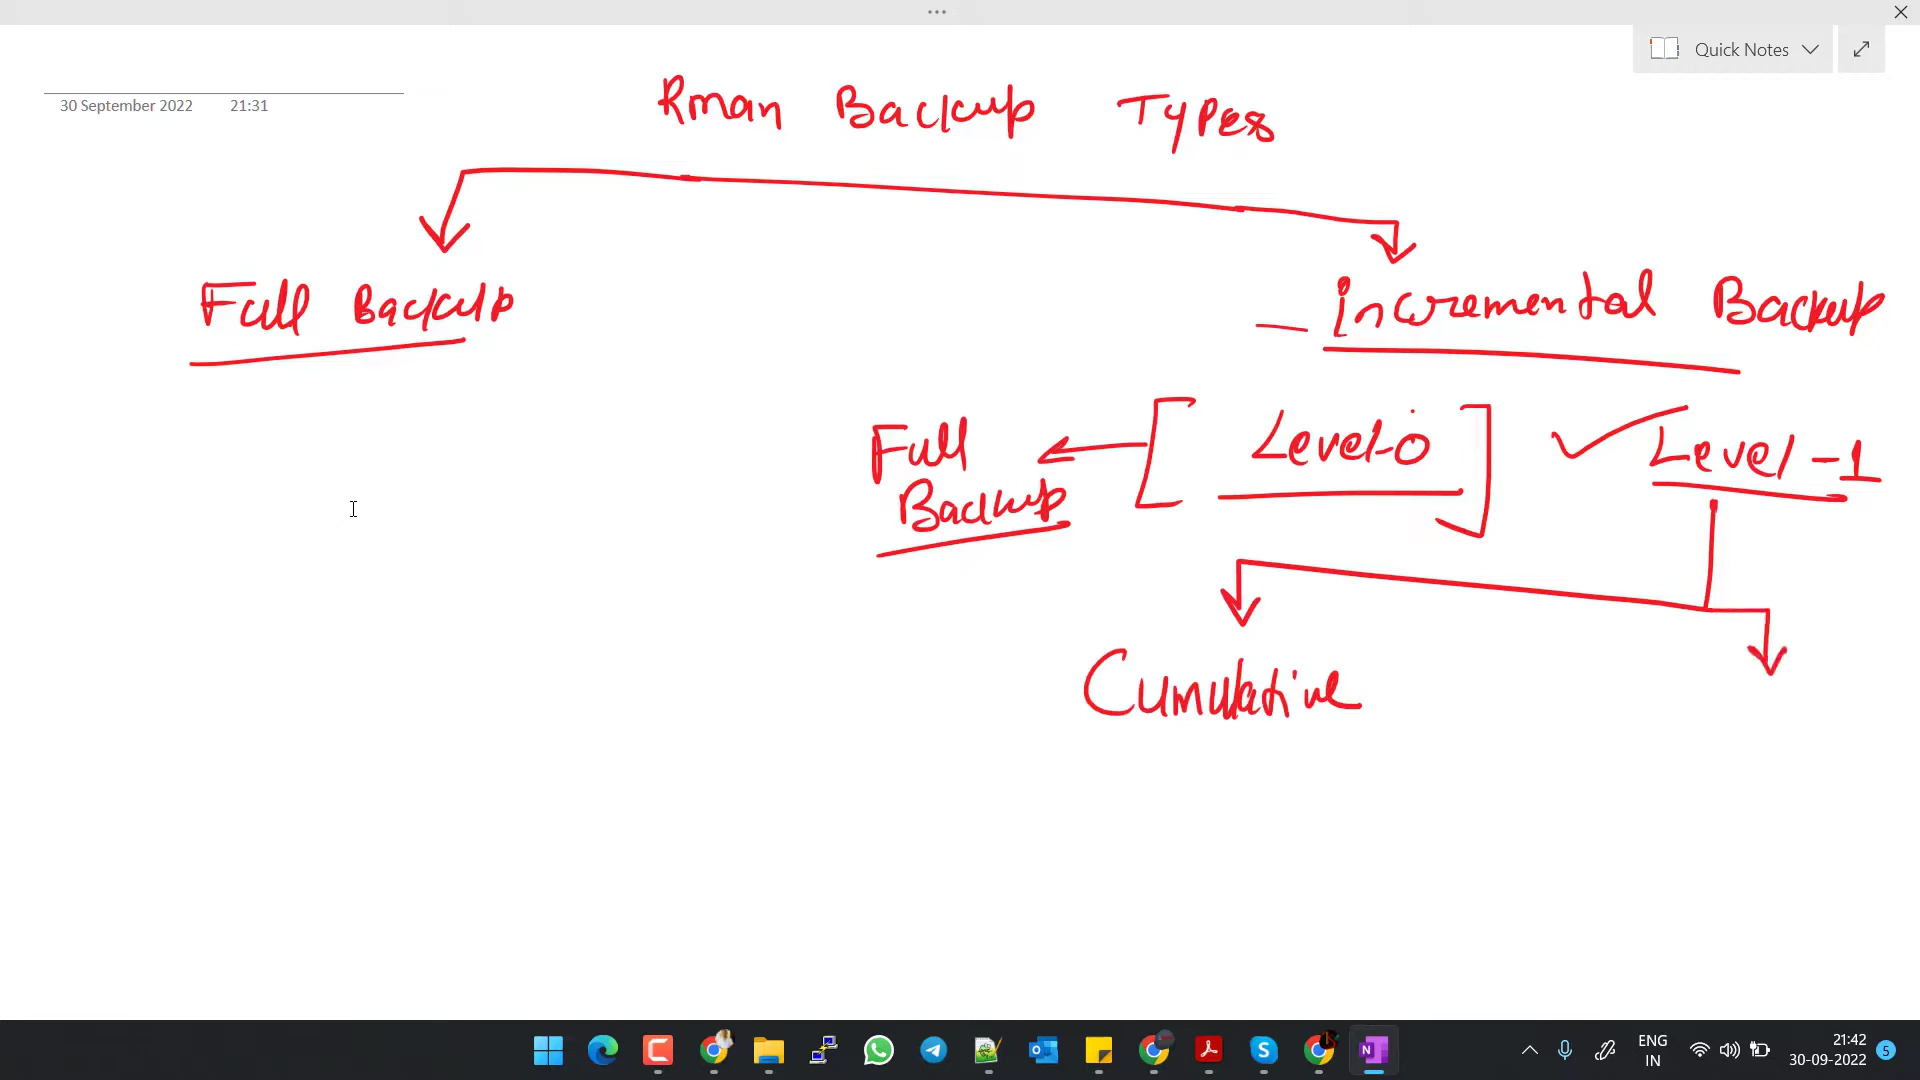 Quick Notes
30 September 2022 21:31
Rman Backup Types
Full Backup
Incremental Backup
Full Backup
Level-0
Level-1
Cumulative
ENG
IN
21:42
30-09-2022
5